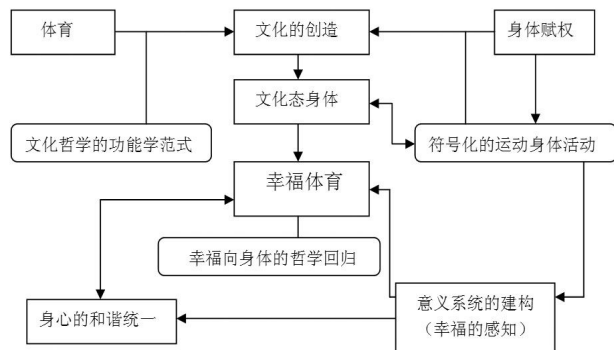 体育
文化的创造
身体赋权
文化态身体
文化哲学的功能学范式
符号化的运动身体活动
幸福体育
幸福向身体的哲学回归
身心的和谐统一
意义系统的建构
（幸福的感知）